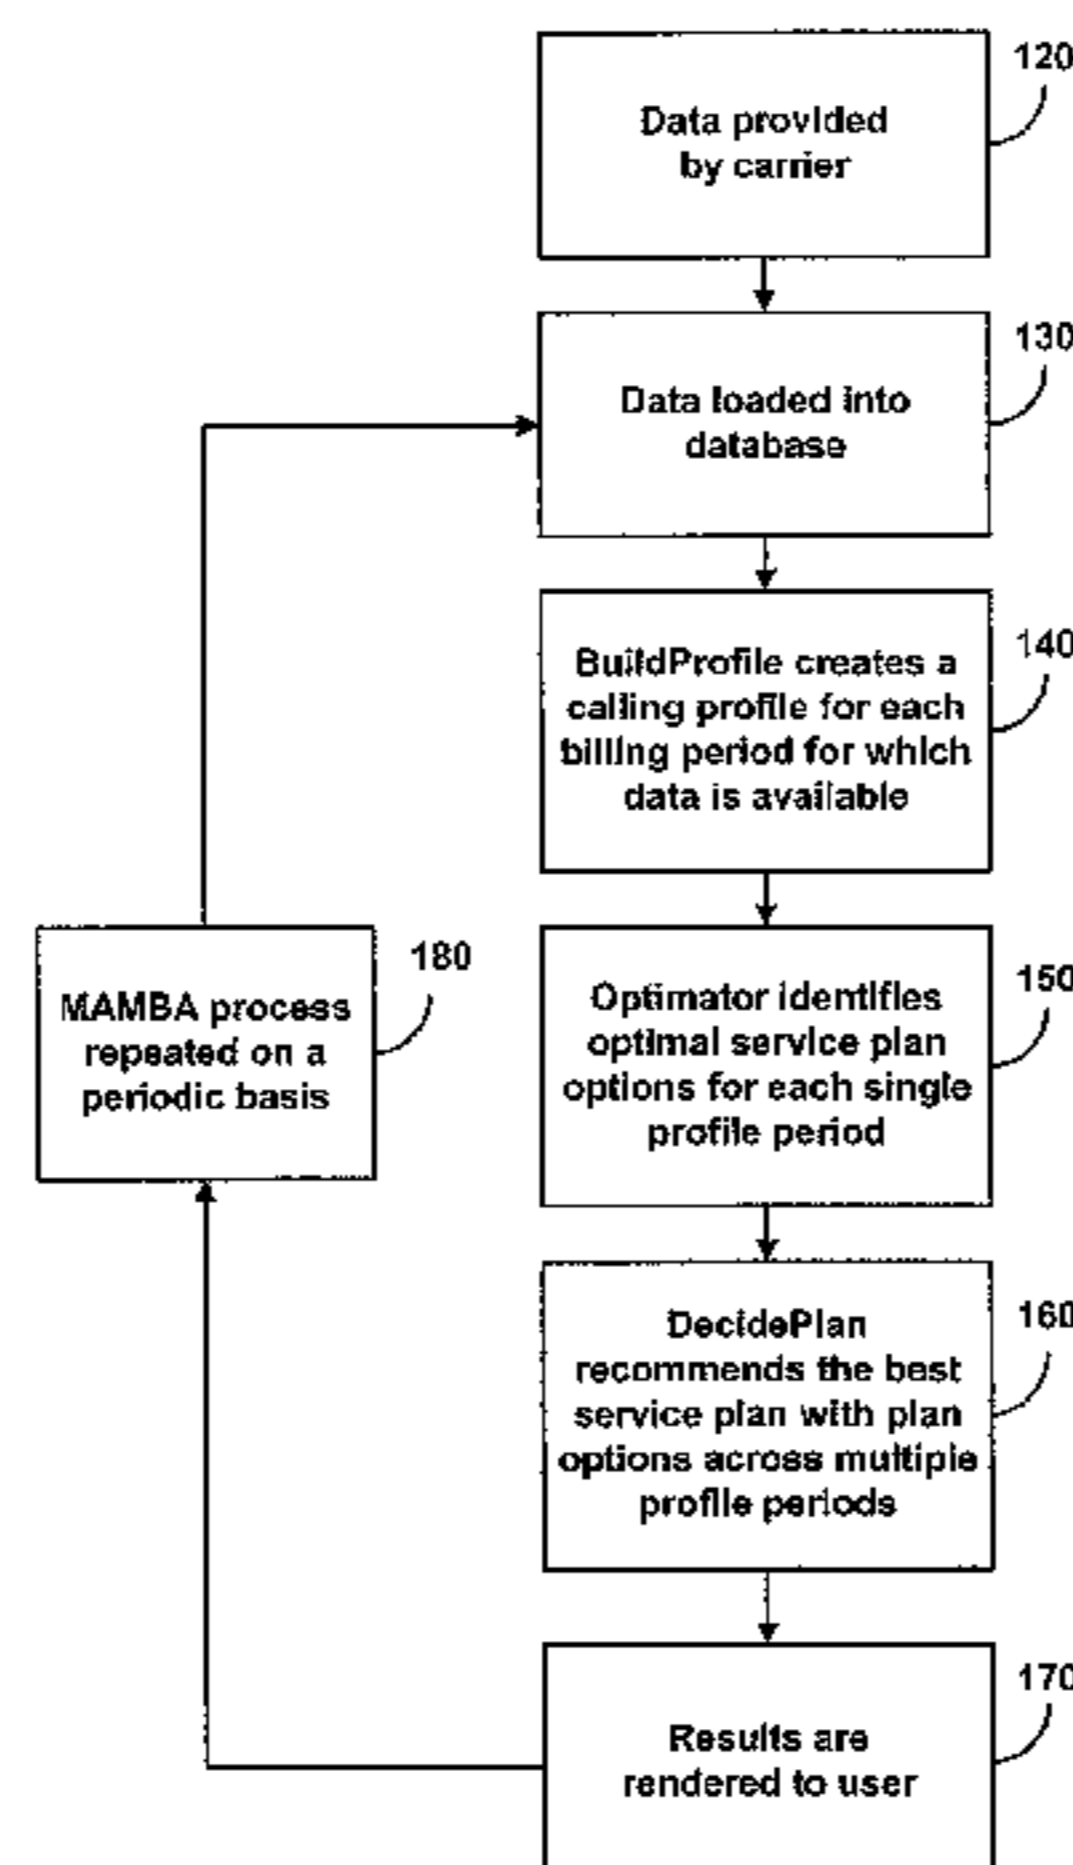 120
Data provided
by carrier
130
Data loaded into
database
140
BuildProfile creates a
calling profile for each
billing period for which
data is available
180
MAMBA process
repeated on a
periodic basis
150
Optimator identifies
optimal service plan
options for each single
profile period
160
DecidePlan
recommends the best
service plan with plan
options across multiple
profile periods
170
Results are
rendered to user